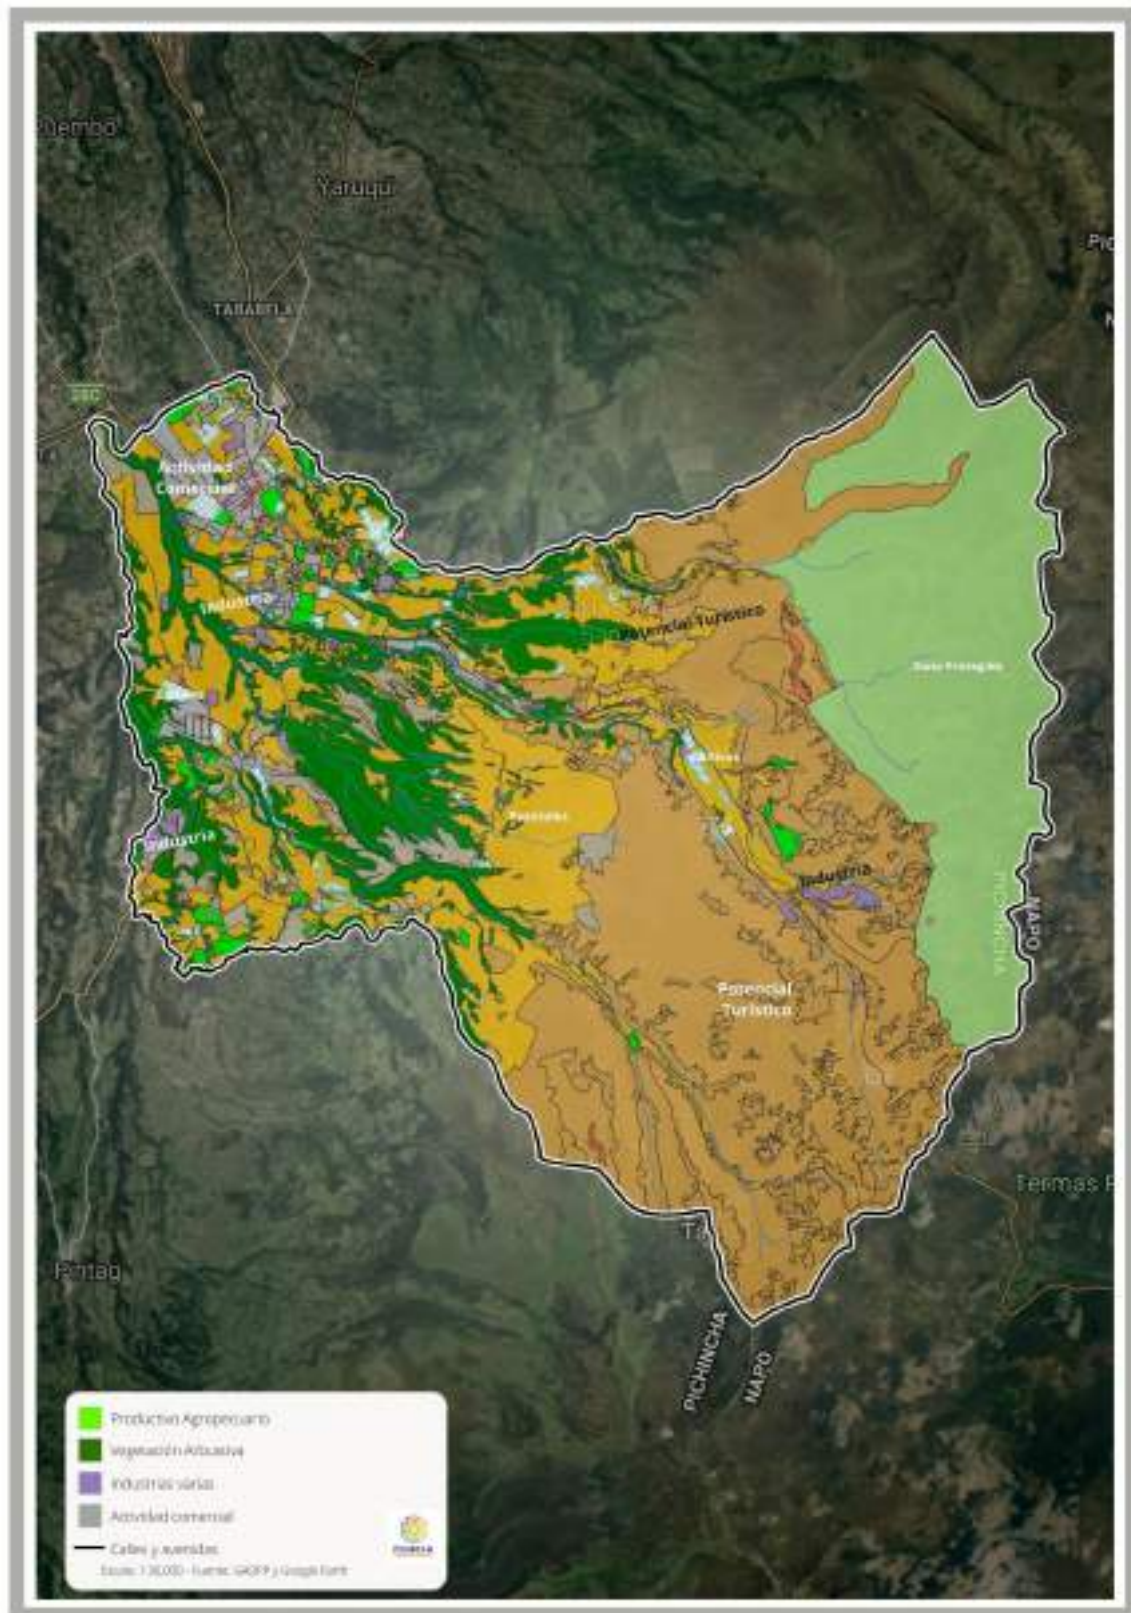 Puembo
Yaruquí
TABABELA
28C
Actividad
Comercial
Industria
Potencial Turístico
Industria
Industria
Potencial
Turístico
PICHINCHA
NAPO
Termas
Pintag
PICHINCHA
NAPO
Productivo Agropecuario
Vegetación Arbustiva
Industrias varias
Actividad comercial
Calles y avenidas